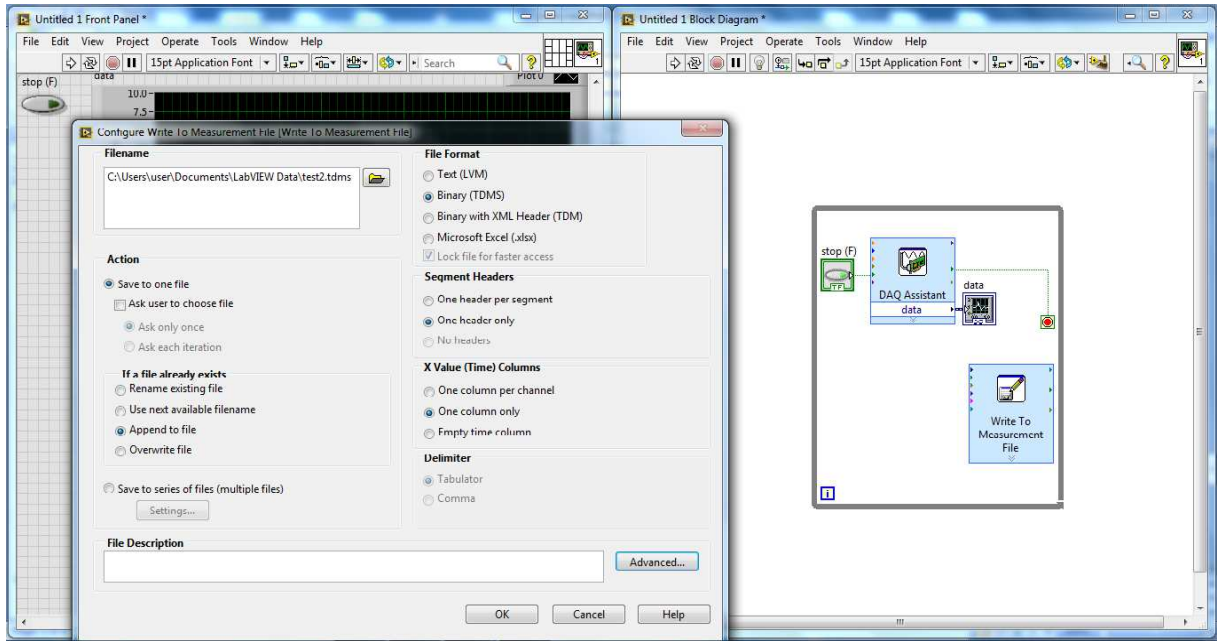 Untitled 1 Front Panel *
File Edit View Project Operate Tools Window Help
15pt Application Font
Search
stop (F)
data
Plot 0
10.0
7.5
Configure Write To Measurement File [Write To Measurement File]
Filename
C:\Users\user\Documents\LabVIEW Data\test2.tdms
Action
Save to one file
Ask user to choose file
Ask only once
Ask each iteration
If a file already exists
Rename existing file
Use next available filename
Append to file
Overwrite file
Save to series of files (multiple files)
Settings...
File Format
Text (LVM)
Binary (TDMS)
Binary with XML Header (TDM)
Microsoft Excel (.xlsx)
Lock file for faster access
Segment Headers
One header per segment
One header only
No headers
X Value (Time) Columns
One column per channel
One column only
Empty time column
Delimiter
Tabulator
Comma
File Description
Advanced...
OK Cancel Help
Untitled 1 Block Diagram *
File Edit View Project Operate Tools Window Help
15pt Application Font
stop (F)
TF
DAQ Assistant
data
data
Write To
Measurement
File
i